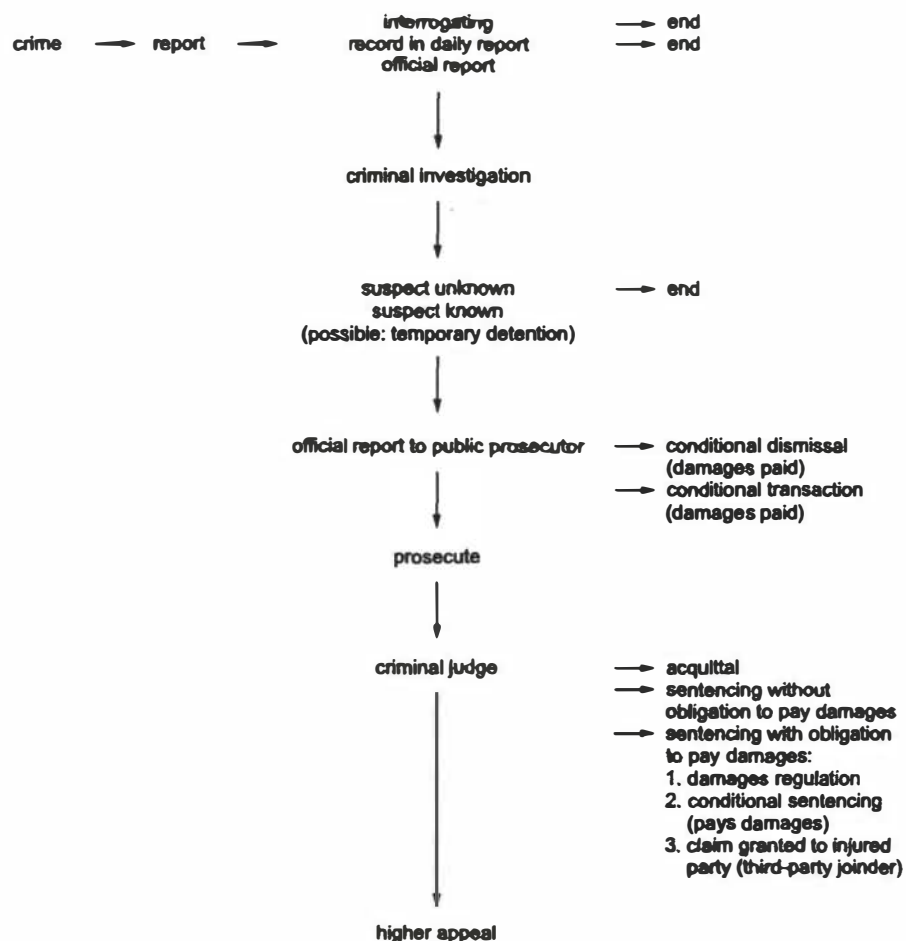 interrogating end
crime report record in daily report end
official report
criminal investigation
suspect unknown end
suspect known
(possible: temporary detention)
official report to public prosecutor conditional dismissal
(damages paid)
conditional transaction
(damages paid)
prosecute
criminal judge acquittal
sentencing without
obligation to pay damages
sentencing with obligation
to pay damages:
1. damages regulation
2. conditional sentencing
(pays damages)
3. claim granted to injured
party (third-party joinder)
higher appeal